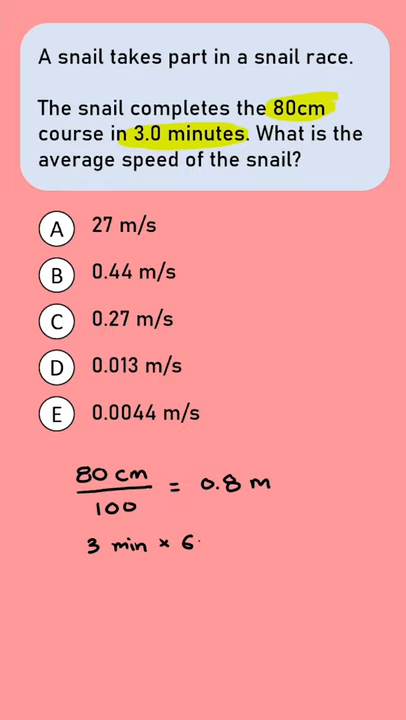 A snail takes part in a snail race.
The snail completes the 80cm
course in 3.0 minutes. What is the
average speed of the snail?
A 27 m/s
B 0.44 m/s
C 0.27 m/s
D 0.013 m/s
E 0.0044 m/s
80 cm
100
= 0.8 m
3 min × 6